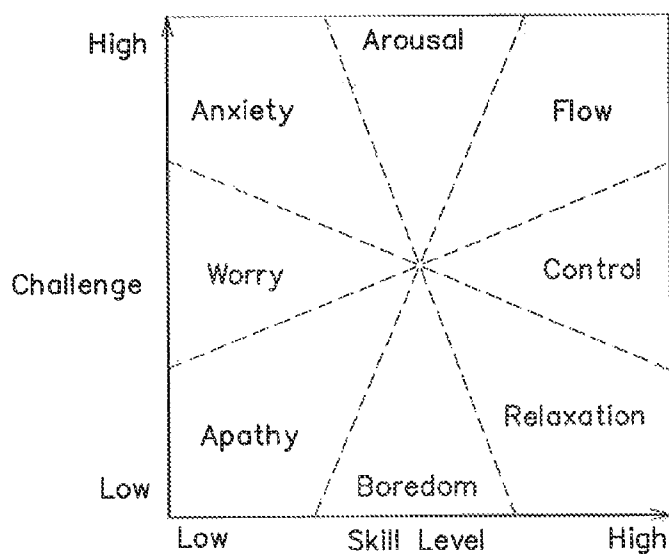 High
Arousal
Anxiety
Flow
Challenge
Worry
Control
Apathy
Relaxation
Low
Boredom
Low
Skill Level
High